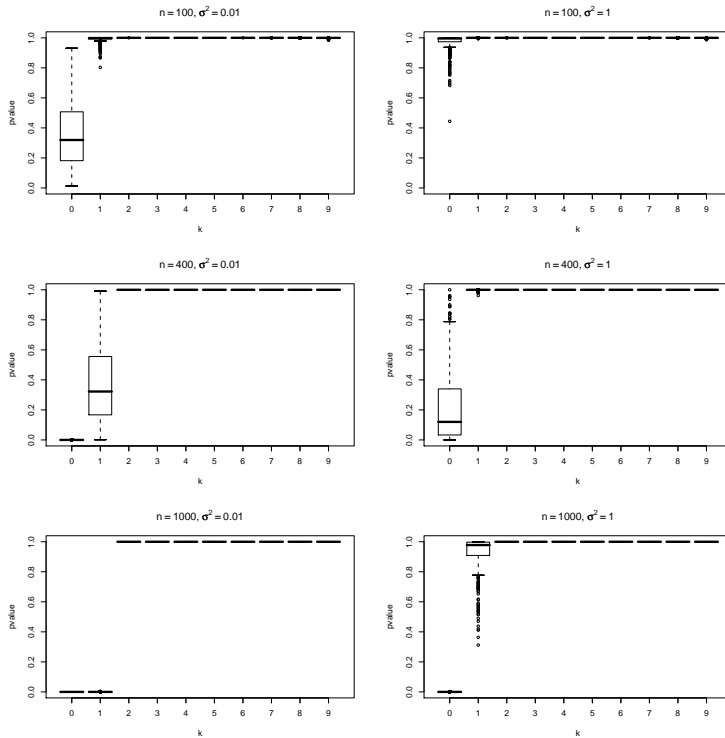 n = 100, σ² = 0.01
pvalue
0.0 0.2 0.4 0.6 0.8 1.0
0 1 2 3 4 5 6 7 8 9
k
n = 100, σ² = 1
pvalue
0.0 0.2 0.4 0.6 0.8 1.0
0 1 2 3 4 5 6 7 8 9
k
n = 400, σ² = 0.01
pvalue
0.0 0.2 0.4 0.6 0.8 1.0
0 1 2 3 4 5 6 7 8 9
k
n = 400, σ² = 1
pvalue
0.0 0.2 0.4 0.6 0.8 1.0
0 1 2 3 4 5 6 7 8 9
k
n = 1000, σ² = 0.01
pvalue
0.0 0.2 0.4 0.6 0.8 1.0
0 1 2 3 4 5 6 7 8 9
k
n = 1000, σ² = 1
pvalue
0.0 0.2 0.4 0.6 0.8 1.0
0 1 2 3 4 5 6 7 8 9
k